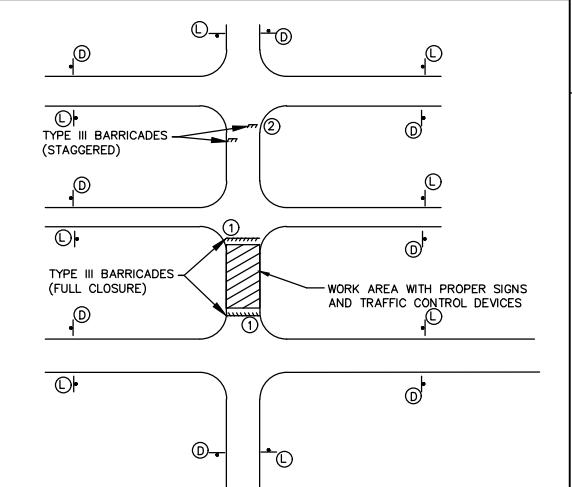 L
D
D
L
L
TYPE III BARRICADES
(STAGGERED)
2
D
D
L
L
1
D
TYPE III BARRICADES
(FULL CLOSURE)
WORK AREA WITH PROPER SIGNS
AND TRAFFIC CONTROL DEVICES
D
L
1
L
D
D
L